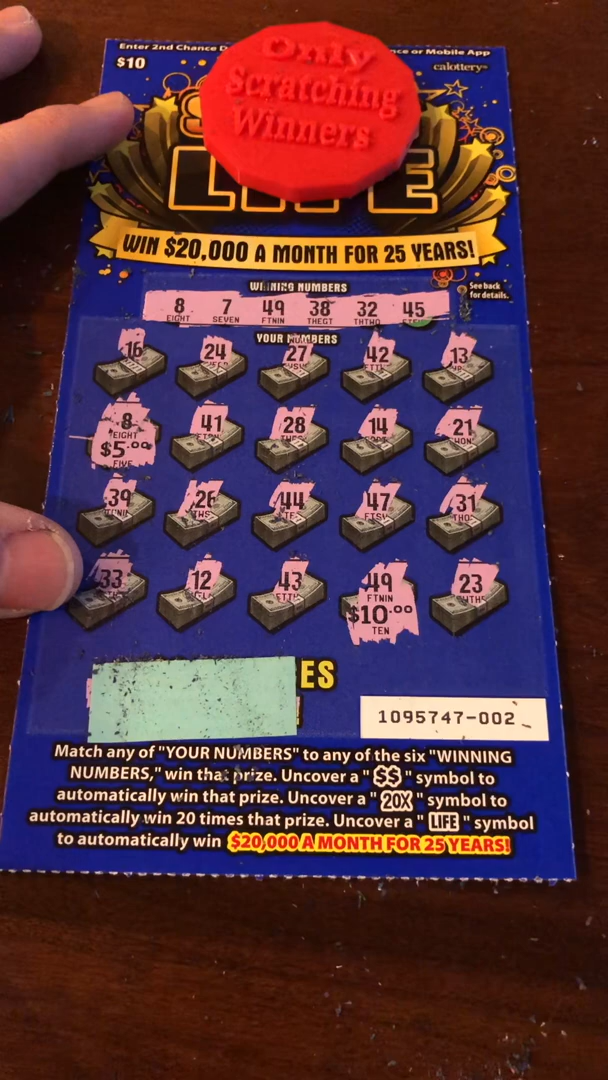 Enter 2nd Chance
nce or Mobile App
$10
calottery
Only
Scratching
Winners
LIFE
WIN $20,000 A MONTH FOR 25 YEARS!
WINNING NUMBERS
See back
for details.
8 7 49 38 32 45
EIGHT SEVEN FTNIN THEGT THTWO
YOUR NUMBERS
16 24 27 42 13
8 41 28 14 21
EIGHT
$5.00
FIVE
39 26 44 47 31
33 12 43 49 23
FTNIN
$10.00
TEN
ES
1095747-002
Match any of "YOUR NUMBERS" to any of the six "WINNING
NUMBERS," win that prize. Uncover a "$$" symbol to
automatically win that prize. Uncover a "20X" symbol to
automatically win 20 times that prize. Uncover a "LIFE" symbol
to automatically win $20,000 A MONTH FOR 25 YEARS!